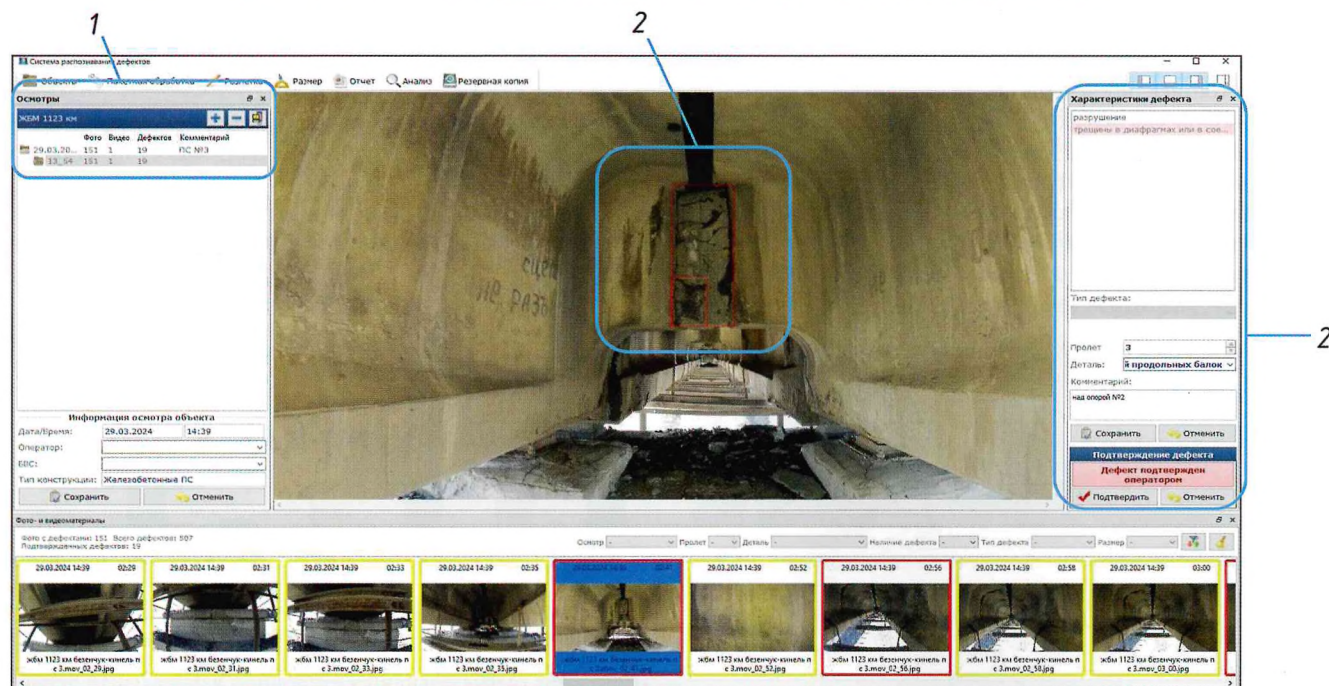 1
2
Система распознавания дефектов
Объекты Пакетная обработка Разметка Размер Отчет Анализ Резервная копия
Осмотры
ЖБМ 1123 км
Фото Видео Дефектов Комментарий
29.03.20... 151 1 19 ПС №3
13_54 151 1 19
Информация осмотра объекта
Дата/Время: 29.03.2024 14:39
Оператор:
БВС:
Тип конструкции: Железобетонные ПС
Сохранить Отменить
Характеристики дефекта
разрушение
трещины в диафрагмах или в сое...
Тип дефекта:
Пролет 3
Деталь: й продольных балок
Комментарий:
над опорой №2
Сохранить Отменить
Подтверждение дефекта
Дефект подтвержден
оператором
Подтвердить Отменить
2
Фото- и видеоматериалы
Фото с дефектами: 151 Всего дефектов: 507
Подтвержденных дефектов: 19
Осмотр - Пролет - Деталь - Наличие дефекта - Тип дефекта - Размер -
29.03.2024 14:39 02:29 29.03.2024 14:39 02:31 29.03.2024 14:39 02:33 29.03.2024 14:39 02:35 29.03.2024 14:39 02:52 29.03.2024 14:39 02:56 29.03.2024 14:39 02:58 29.03.2024 14:39 03:00
жбм 1123 км безенчук-кинель п жбм 1123 км безенчук-кинель п жбм 1123 км безенчук-кинель п жбм 1123 км безенчук-кинель п жбм 1123 км безенчук-кинель п жбм 1123 км безенчук-кинель п жбм 1123 км безенчук-кинель п жбм 1123 км безенчук-кинель п жбм 1123 км безенчук-кинель п
с 3.mov_02_29.jpg с 3.mov_02_31.jpg с 3.mov_02_33.jpg с 3.mov_02_35.jpg с 3.mov_02_52.jpg с 3.mov_02_56.jpg с 3.mov_02_58.jpg с 3.mov_03_00.jpg